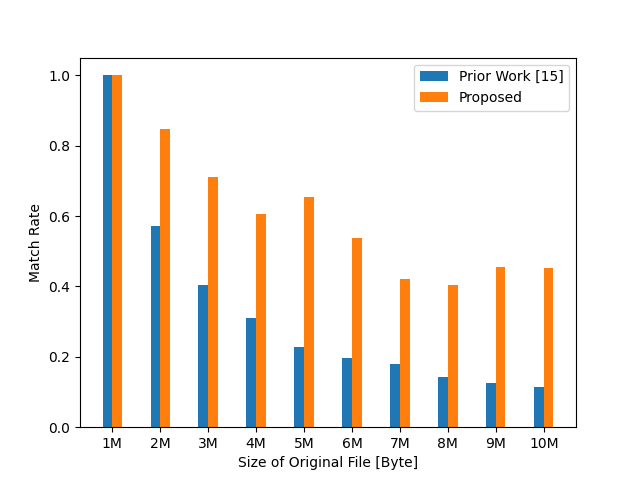 Prior Work [15]
Proposed
Match Rate
1.0
0.8
0.6
0.4
0.2
0.0
1M 2M 3M 4M 5M 6M 7M 8M 9M 10M
Size of Original File [Byte]